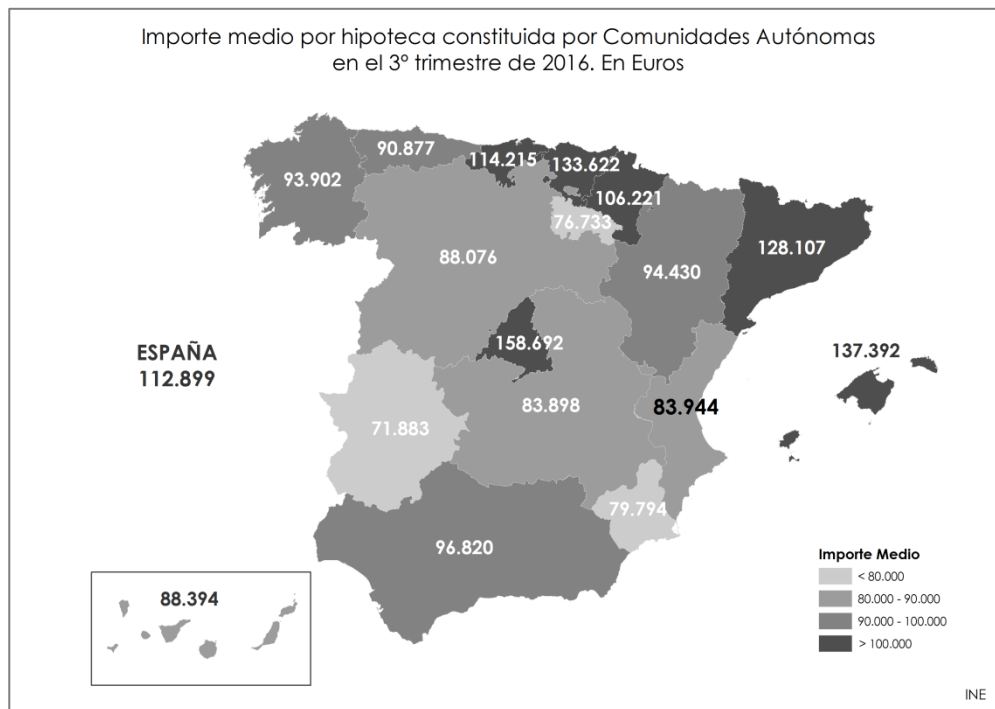 Importe medio por hipoteca constituida por Comunidades Autónomas
en el 3º trimestre de 2016. En Euros
90.877
114.215
133.622
93.902
106.221
76.733
88.076
94.430
128.107
158.692
ESPAÑA
112.899
137.392
83.898
83.944
71.883
79.794
96.820
88.394
Importe Medio
< 80.000
80.000 - 90.000
90.000 - 100.000
> 100.000
INE